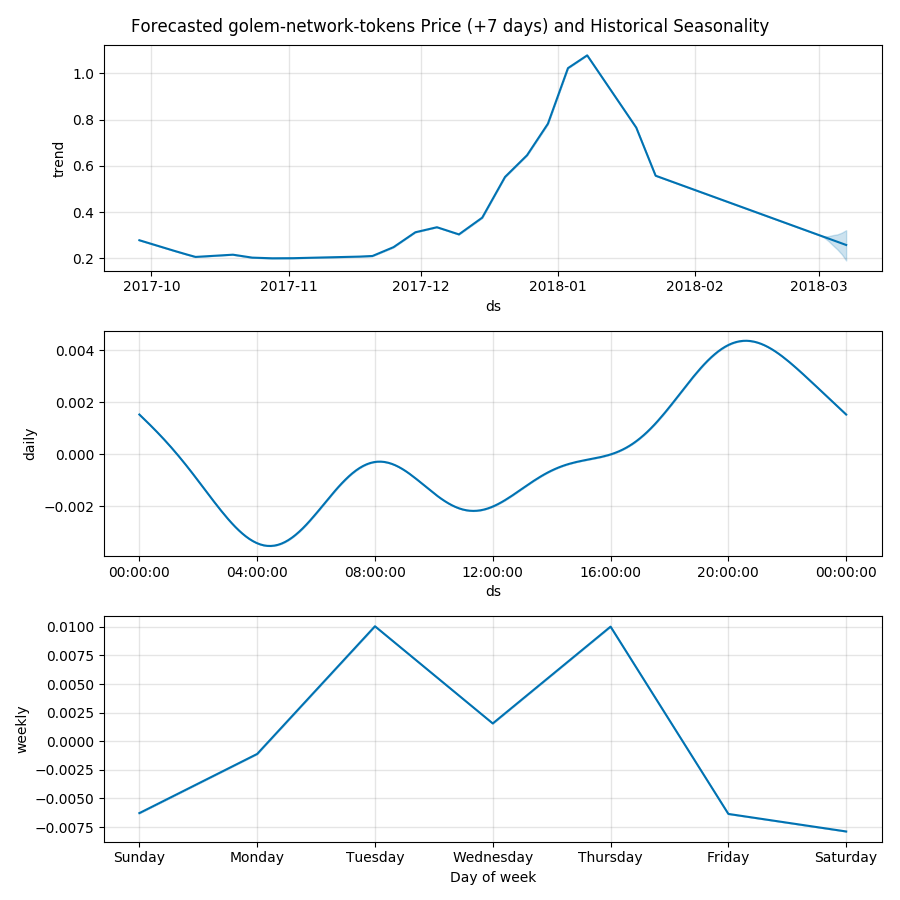 Forecasted golem-network-tokens Price (+7 days) and Historical Seasonality
1.0
0.8
0.6
0.4
0.2
trend
2017-10 2017-11 2017-12 2018-01 2018-02 2018-03
ds
0.004
0.002
0.000
−0.002
daily
00:00:00 04:00:00 08:00:00 12:00:00 16:00:00 20:00:00 00:00:00
ds
0.0100
0.0075
0.0050
0.0025
0.0000
−0.0025
−0.0050
−0.0075
weekly
Sunday Monday Tuesday Wednesday Thursday Friday Saturday
Day of week